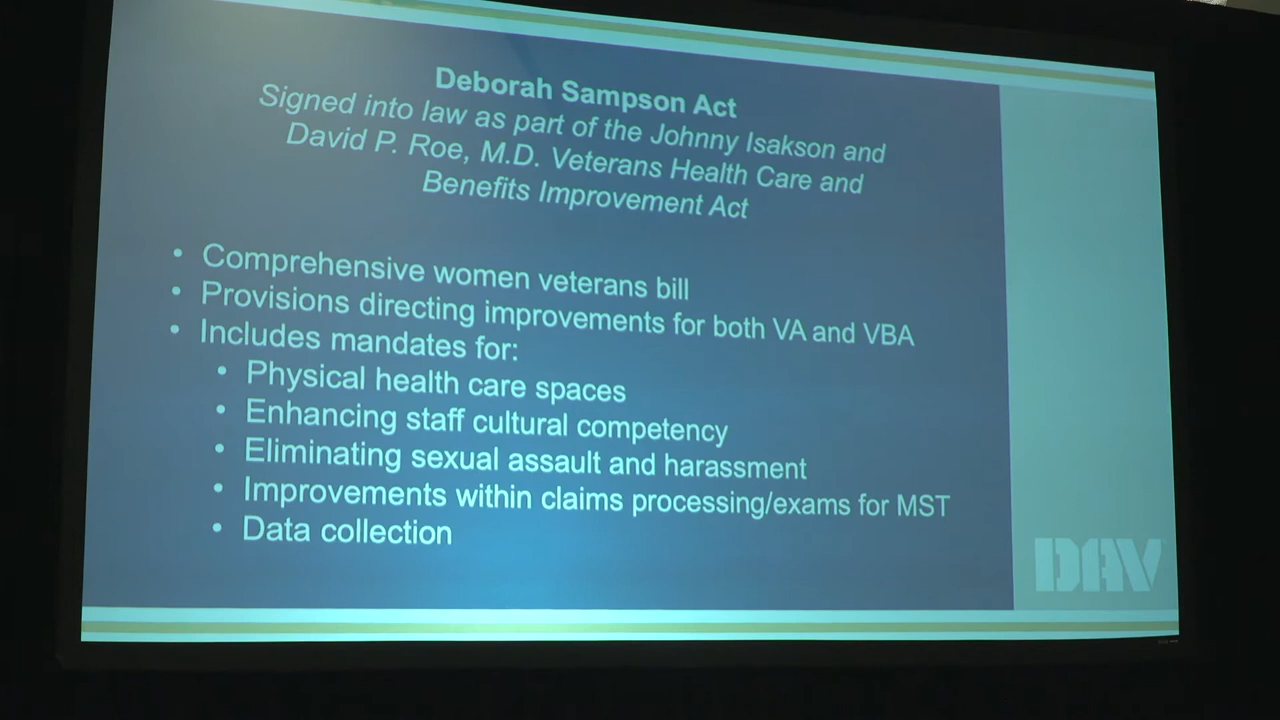 Deborah Sampson Act
Signed into law as part of the Johnny Isakson and
David P. Roe, M.D. Veterans Health Care and
Benefits Improvement Act
• Comprehensive women veterans bill
• Provisions directing improvements for both VA and VBA
• Includes mandates for:
• Physical health care spaces
• Enhancing staff cultural competency
• Eliminating sexual assault and harassment
• Improvements within claims processing/exams for MST
• Data collection
DAV